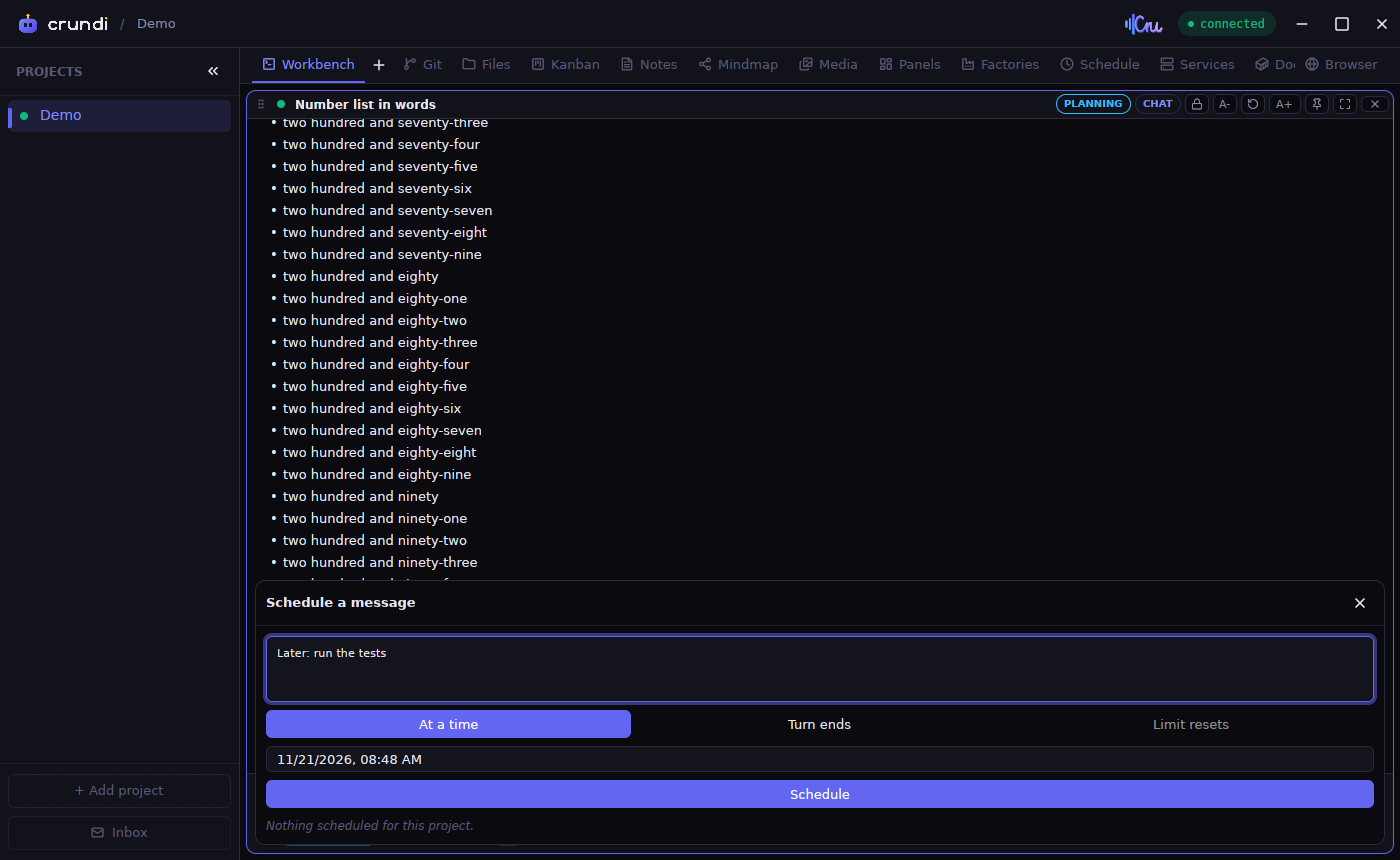 crundi / Demo
Cru
connected
PROJECTS
Workbench
Git
Files
Kanban
Notes
Mindmap
Media
Panels
Factories
Schedule
Services
Browser
Demo
Number list in words
PLANNING
CHAT
A-
A+
two hundred and seventy-three
two hundred and seventy-four
two hundred and seventy-five
two hundred and seventy-six
two hundred and seventy-seven
two hundred and seventy-eight
two hundred and seventy-nine
two hundred and eighty
two hundred and eighty-one
two hundred and eighty-two
two hundred and eighty-three
two hundred and eighty-four
two hundred and eighty-five
two hundred and eighty-six
two hundred and eighty-seven
two hundred and eighty-eight
two hundred and eighty-nine
two hundred and ninety
two hundred and ninety-one
two hundred and ninety-two
two hundred and ninety-three
Schedule a message
Later: run the tests
At a time
Turn ends
Limit resets
11/21/2026, 08:48 AM
Schedule
Nothing scheduled for this project.
+ Add project
Inbox